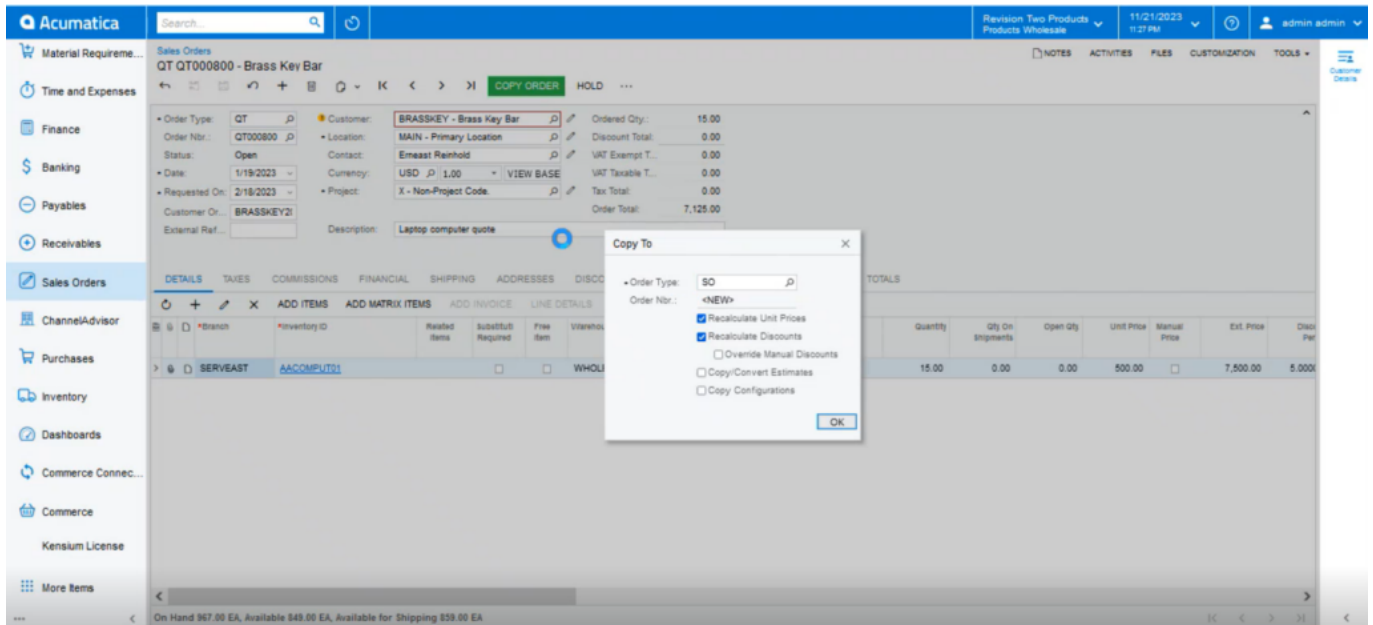 Acumatica
Search...
Revision Two Products
Products Wholesale
11/21/2023
11:27 PM
admin admin
Material Requireme...
Time and Expenses
Finance
Banking
Payables
Receivables
Sales Orders
ChannelAdvisor
Purchases
Inventory
Dashboards
Commerce Connec...
Commerce
Kensium License
More Items
Sales Orders
QT QT000800 - Brass Key Bar
NOTES ACTIVITIES FILES CUSTOMIZATION TOOLS
Customer Details
COPY ORDER HOLD ...
Order Type: QT Customer: BRASSKEY - Brass Key Bar Ordered Qty.: 15.00
Order Nbr.: QT000800 Location: MAIN - Primary Location Discount Total: 0.00
Status: Open Contact: Erneast Reinhold VAT Exempt T... 0.00
Date: 1/19/2023 Currency: USD 1.00 VIEW BASE VAT Taxable T... 0.00
Requested On: 2/18/2023 Project: X - Non-Project Code. Tax Total: 0.00
Customer Or... BRASSKEY2( Order Total: 7,125.00
External Ref... Description: Laptop computer quote
DETAILS TAXES COMMISSIONS FINANCIAL SHIPPING ADDRESSES DISCO TOTALS
ADD ITEMS ADD MATRIX ITEMS ADD INVOICE LINE DETAILS
*Branch *Inventory ID Related Items Substituti Required Free Item Warehou Quantity Qty On Shipments Open Qty Unit Price Manual Price Ext. Price Disco Per
SERVEAST AACOMPUT01 WHOL 15.00 0.00 0.00 500.00 7,500.00 5.0000
Copy To
Order Type: SO
Order Nbr.: <NEW>
Recalculate Unit Prices
Recalculate Discounts
Override Manual Discounts
Copy/Convert Estimates
Copy Configurations
OK
On Hand 967.00 EA, Available 849.00 EA, Available for Shipping 859.00 EA